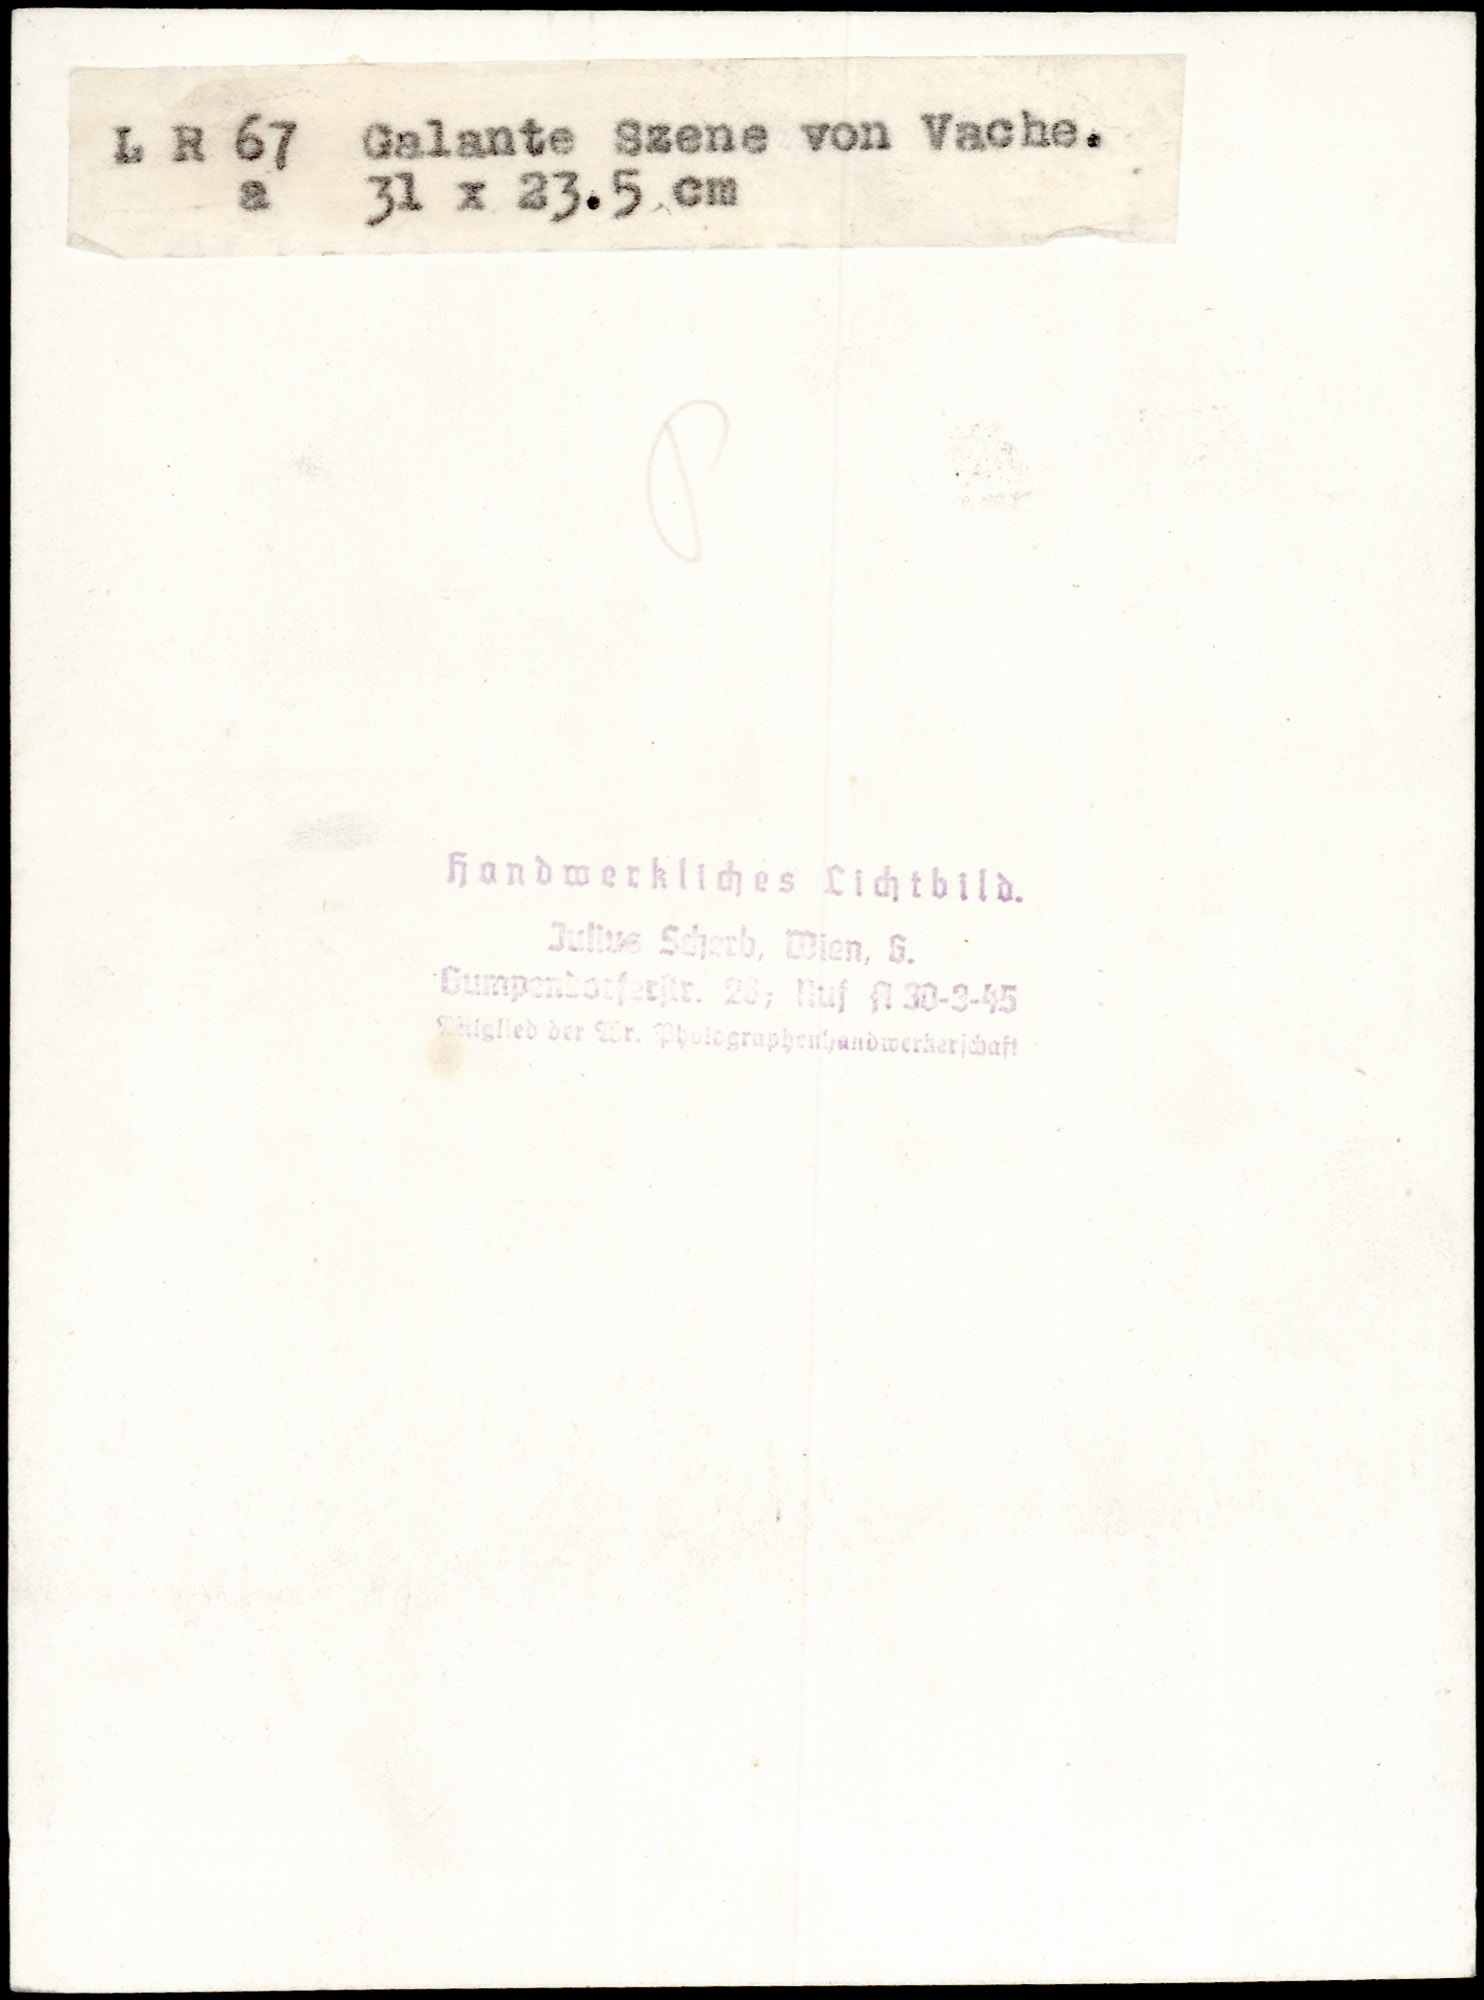 L R 67 Galante Szene von Vache.
a 31 x 23.5 cm
P
Handwerkliches Lichtbild.
Julius Scherb, Wien, 6.
Gumpendorferstr. 26; Ruf A 30-3-45
Mitglied der Wr. Photographenhandwerkerschaft